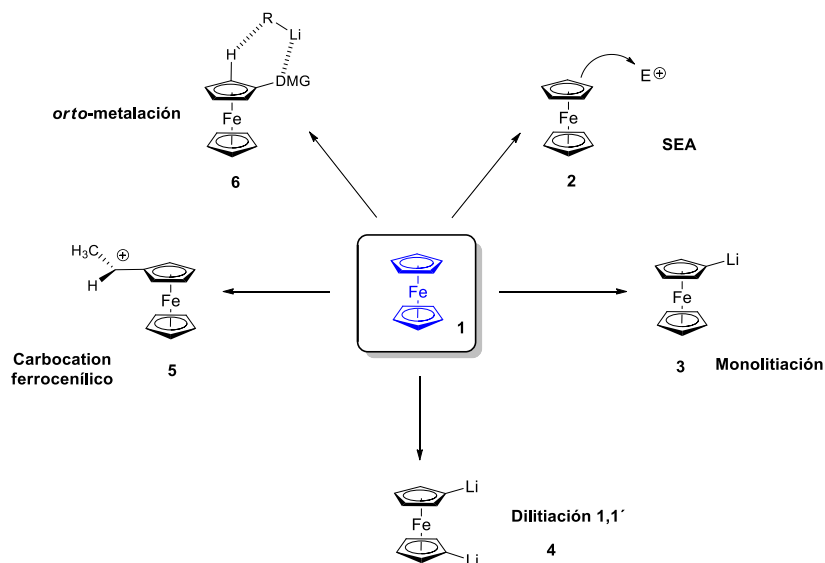 R
Li
H
DMG
Fe
orto-metalación
6
E⊕
Fe
SEA
2
H3C
⊕
H
Fe
Carbocation
ferrocenílico
5
Fe
1
Li
Fe
3
Monolitiación
Li
Fe
Li
Dilitiación 1,1´
4